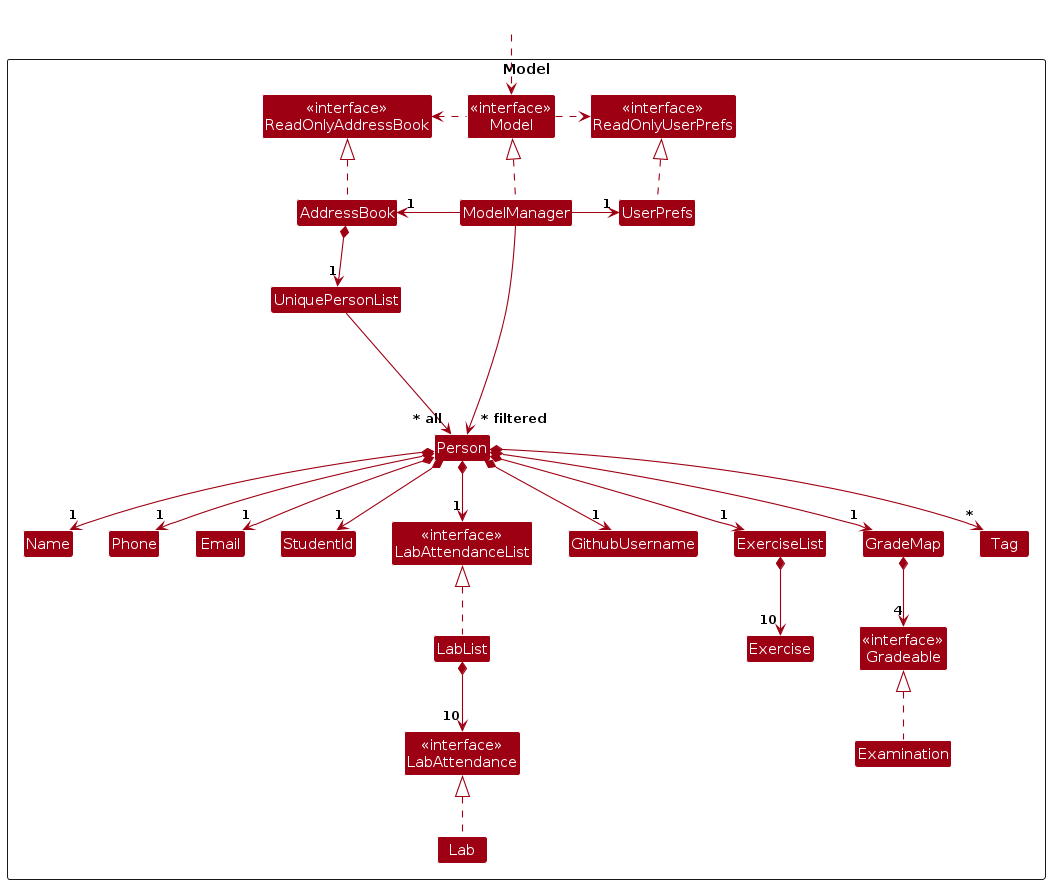 Model
«interface»
ReadOnlyAddressBook
«interface»
Model
«interface»
ReadOnlyUserPrefs
AddressBook
1
ModelManager
1
UserPrefs
1
UniquePersonList
* all
* filtered
Person
1
1
1
1
1
1
1
1
*
Name
Phone
Email
StudentId
«interface»
LabAttendanceList
GithubUsername
ExerciseList
GradeMap
Tag
10
4
LabList
Exercise
«interface»
Gradeable
10
«interface»
LabAttendance
Examination
Lab